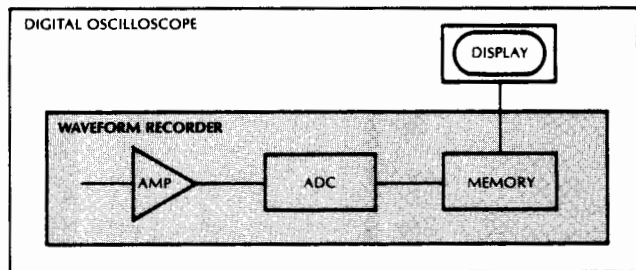 DIGITAL OSCILLOSCOPE
DISPLAY
WAVEFORM RECORDER
AMP
ADC
MEMORY